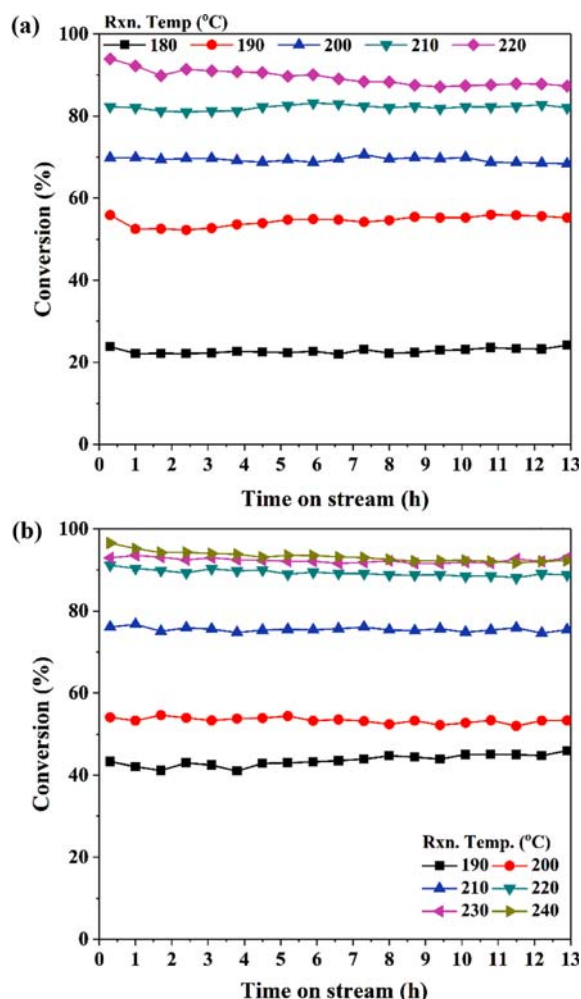 (a)
Rxn. Temp (°C)
180 190 200 210 220
100
80
60
40
20
0
Conversion (%)
0 1 2 3 4 5 6 7 8 9 10 11 12 13
Time on stream (h)
(b)
100
80
60
40
20
0
Conversion (%)
Rxn. Temp. (°C)
190 200
210 220
230 240
0 1 2 3 4 5 6 7 8 9 10 11 12 13
Time on stream (h)